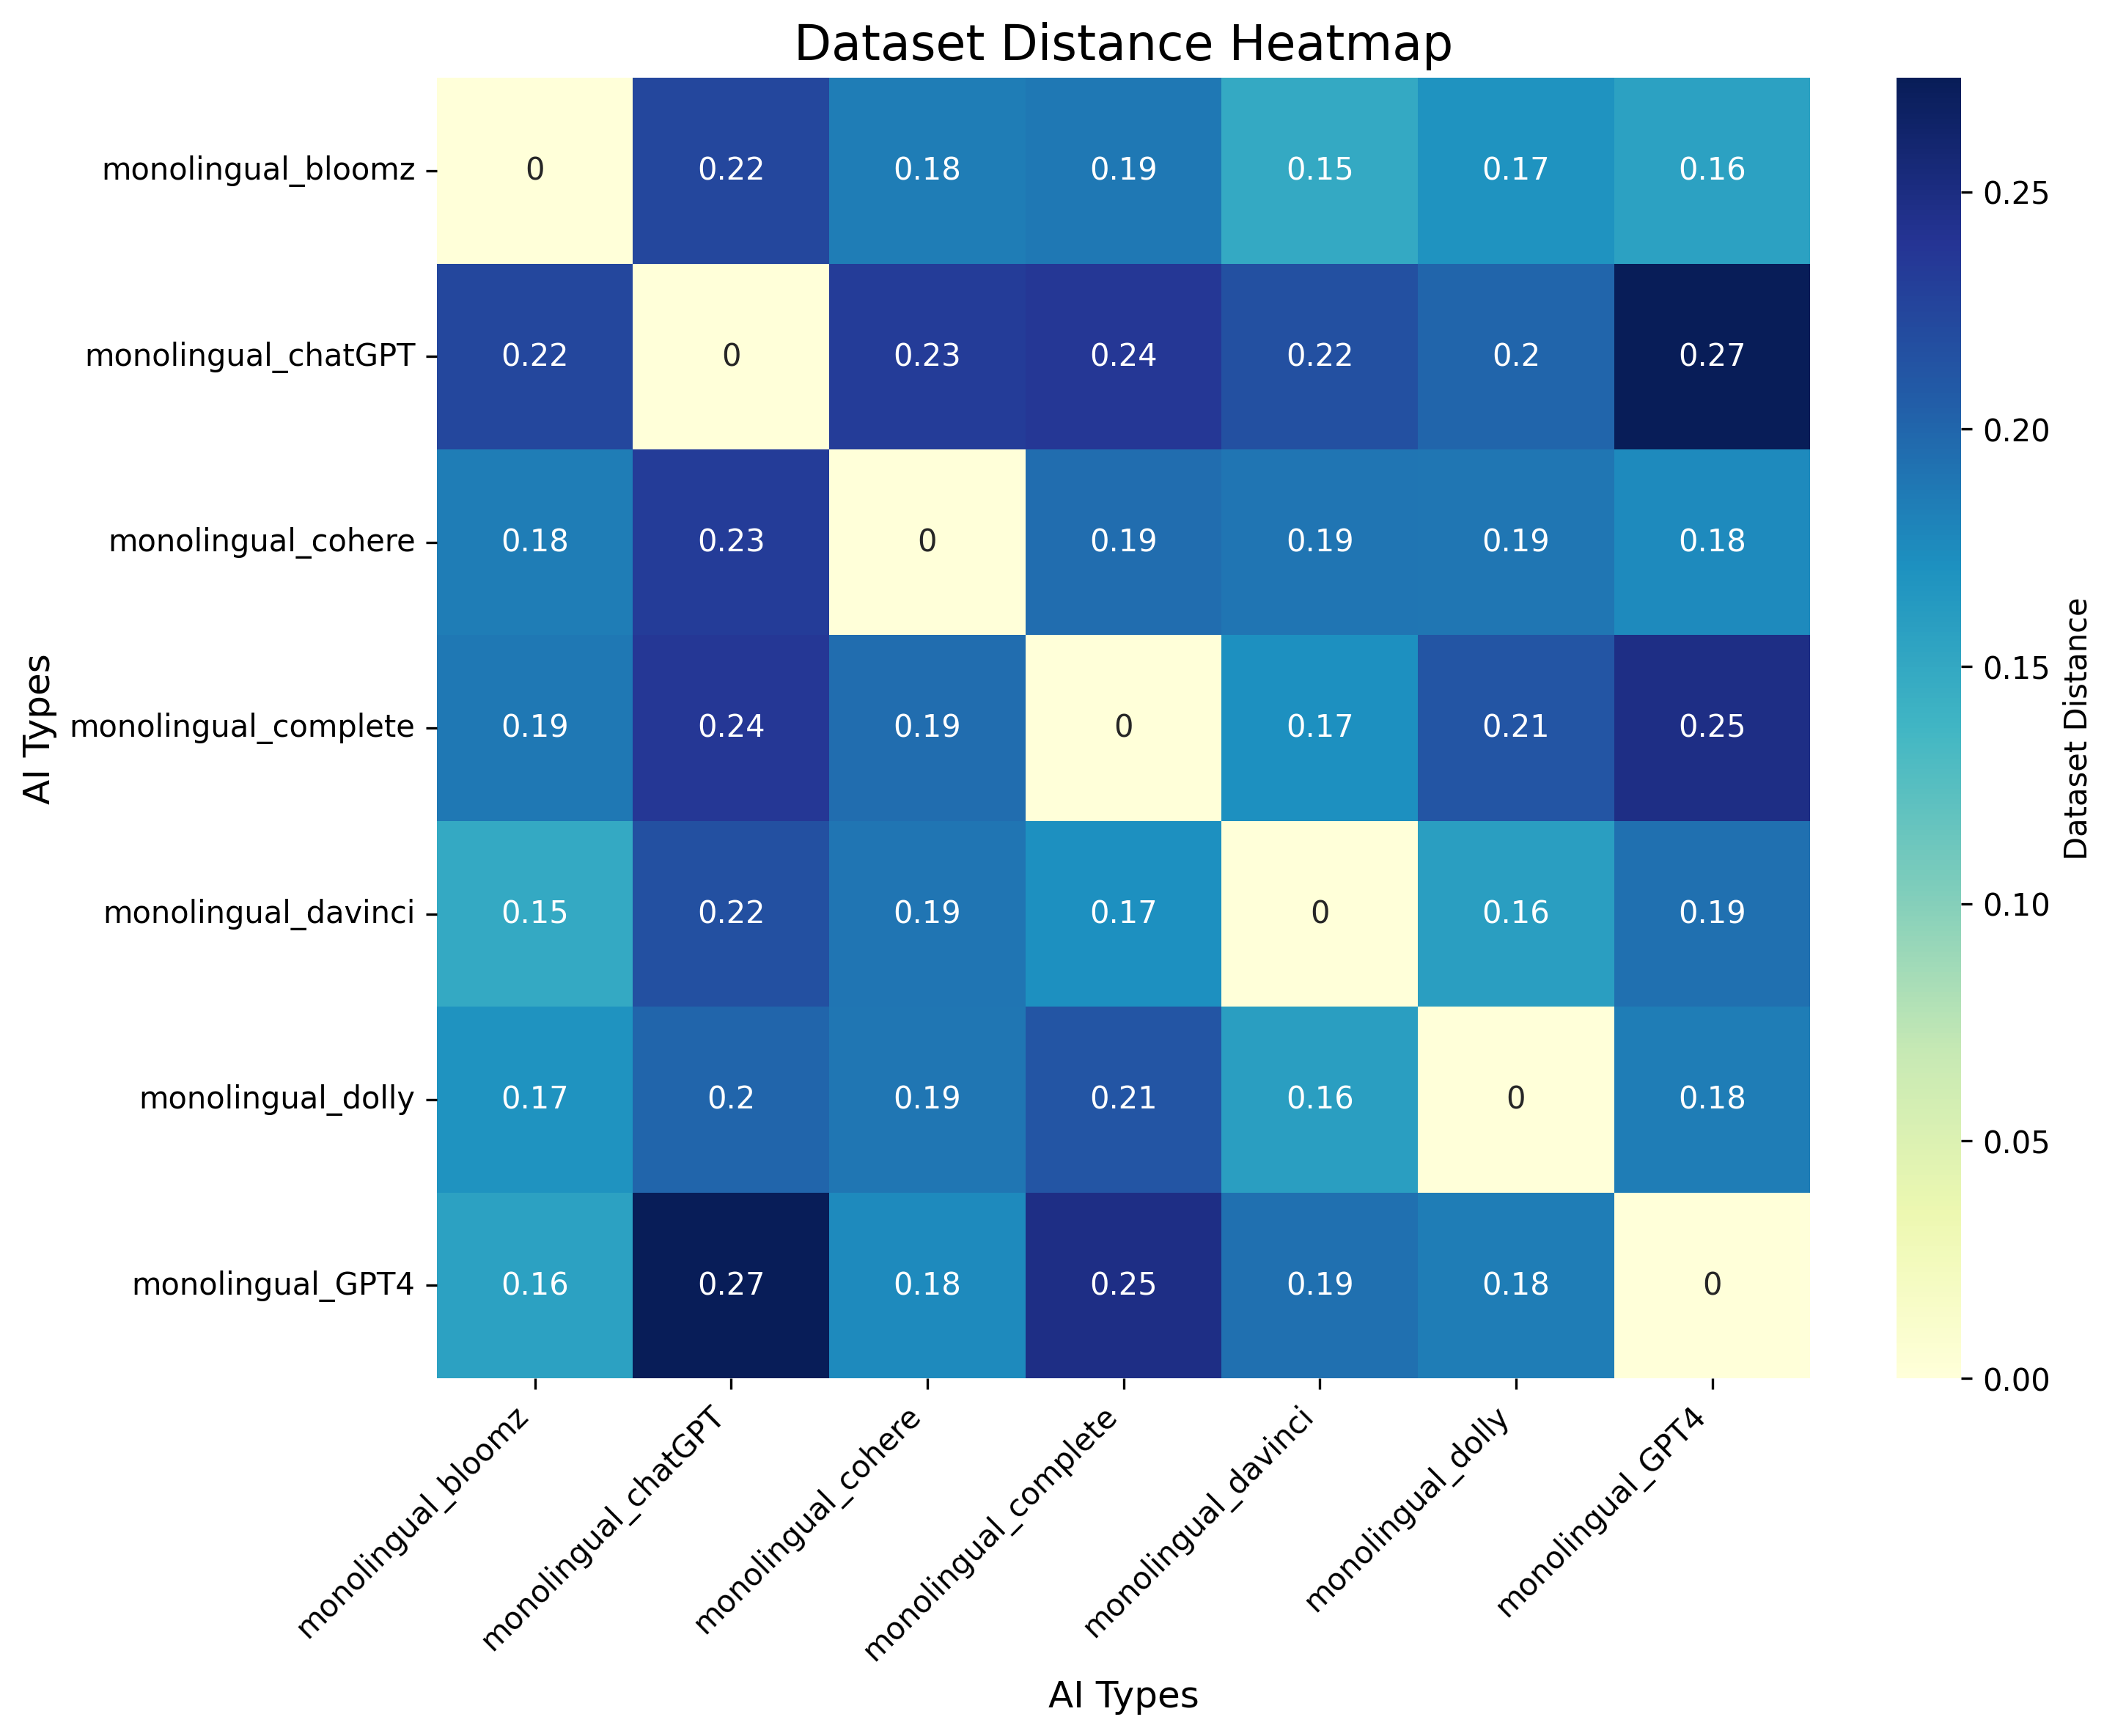 Dataset Distance Heatmap
monolingual_bloomz 0 0.22 0.18 0.19 0.15 0.17 0.16
monolingual_chatGPT 0.22 0 0.23 0.24 0.22 0.2 0.27
monolingual_cohere 0.18 0.23 0 0.19 0.19 0.19 0.18
monolingual_complete 0.19 0.24 0.19 0 0.17 0.21 0.25
monolingual_davinci 0.15 0.22 0.19 0.17 0 0.16 0.19
monolingual_dolly 0.17 0.2 0.19 0.21 0.16 0 0.18
monolingual_GPT4 0.16 0.27 0.18 0.25 0.19 0.18 0
AI Types
monolingual_bloomz
monolingual_chatGPT
monolingual_cohere
monolingual_complete
monolingual_davinci
monolingual_dolly
monolingual_GPT4
AI Types
0.25
0.20
0.15
0.10
0.05
0.00
Dataset Distance